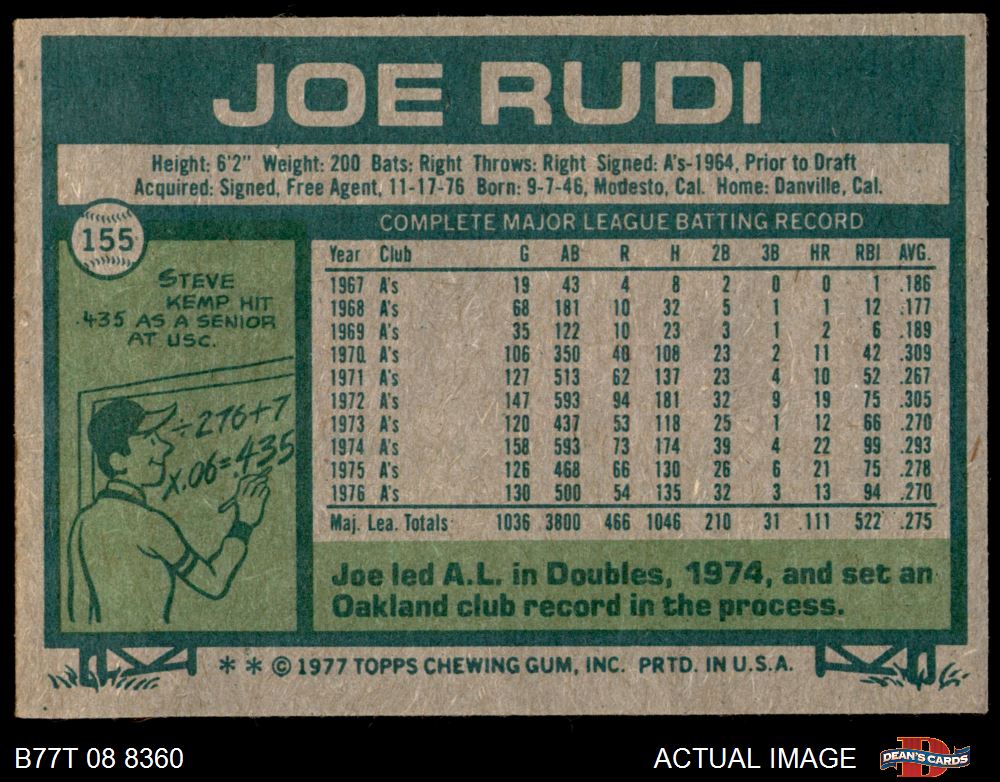 JOE RUDI
Height: 6'2" Weight: 200 Bats: Right Throws: Right Signed: A's-1964, Prior to Draft
Acquired: Signed, Free Agent, 11-17-76 Born: 9-7-46, Modesto, Cal. Home: Danville, Cal.
155
STEVE
KEMP HIT
.435 AS A SENIOR
AT USC.
÷276+7
x.06=.435
COMPLETE MAJOR LEAGUE BATTING RECORD
Year Club G AB R H 2B 3B HR RBI AVG.
1967 A's 19 43 4 8 2 0 0 1 .186
1968 A's 68 181 10 32 5 1 1 12 .177
1969 A's 35 122 10 23 3 1 2 6 .189
1970 A's 106 350 40 108 23 2 11 42 .309
1971 A's 127 513 62 137 23 4 10 52 .267
1972 A's 147 593 94 181 32 9 19 75 .305
1973 A's 120 437 53 118 25 1 12 66 .270
1974 A's 158 593 73 174 39 4 22 99 .293
1975 A's 126 468 66 130 26 6 21 75 .278
1976 A's 130 500 54 135 32 3 13 94 .270
Maj. Lea. Totals 1036 3800 466 1046 210 31 111 522 .275
Joe led A.L. in Doubles, 1974, and set an
Oakland club record in the process.
* * © 1977 TOPPS CHEWING GUM, INC. PRTD. IN U.S.A.
B77T 08 8360
ACTUAL IMAGE
DEAN'S CARDS